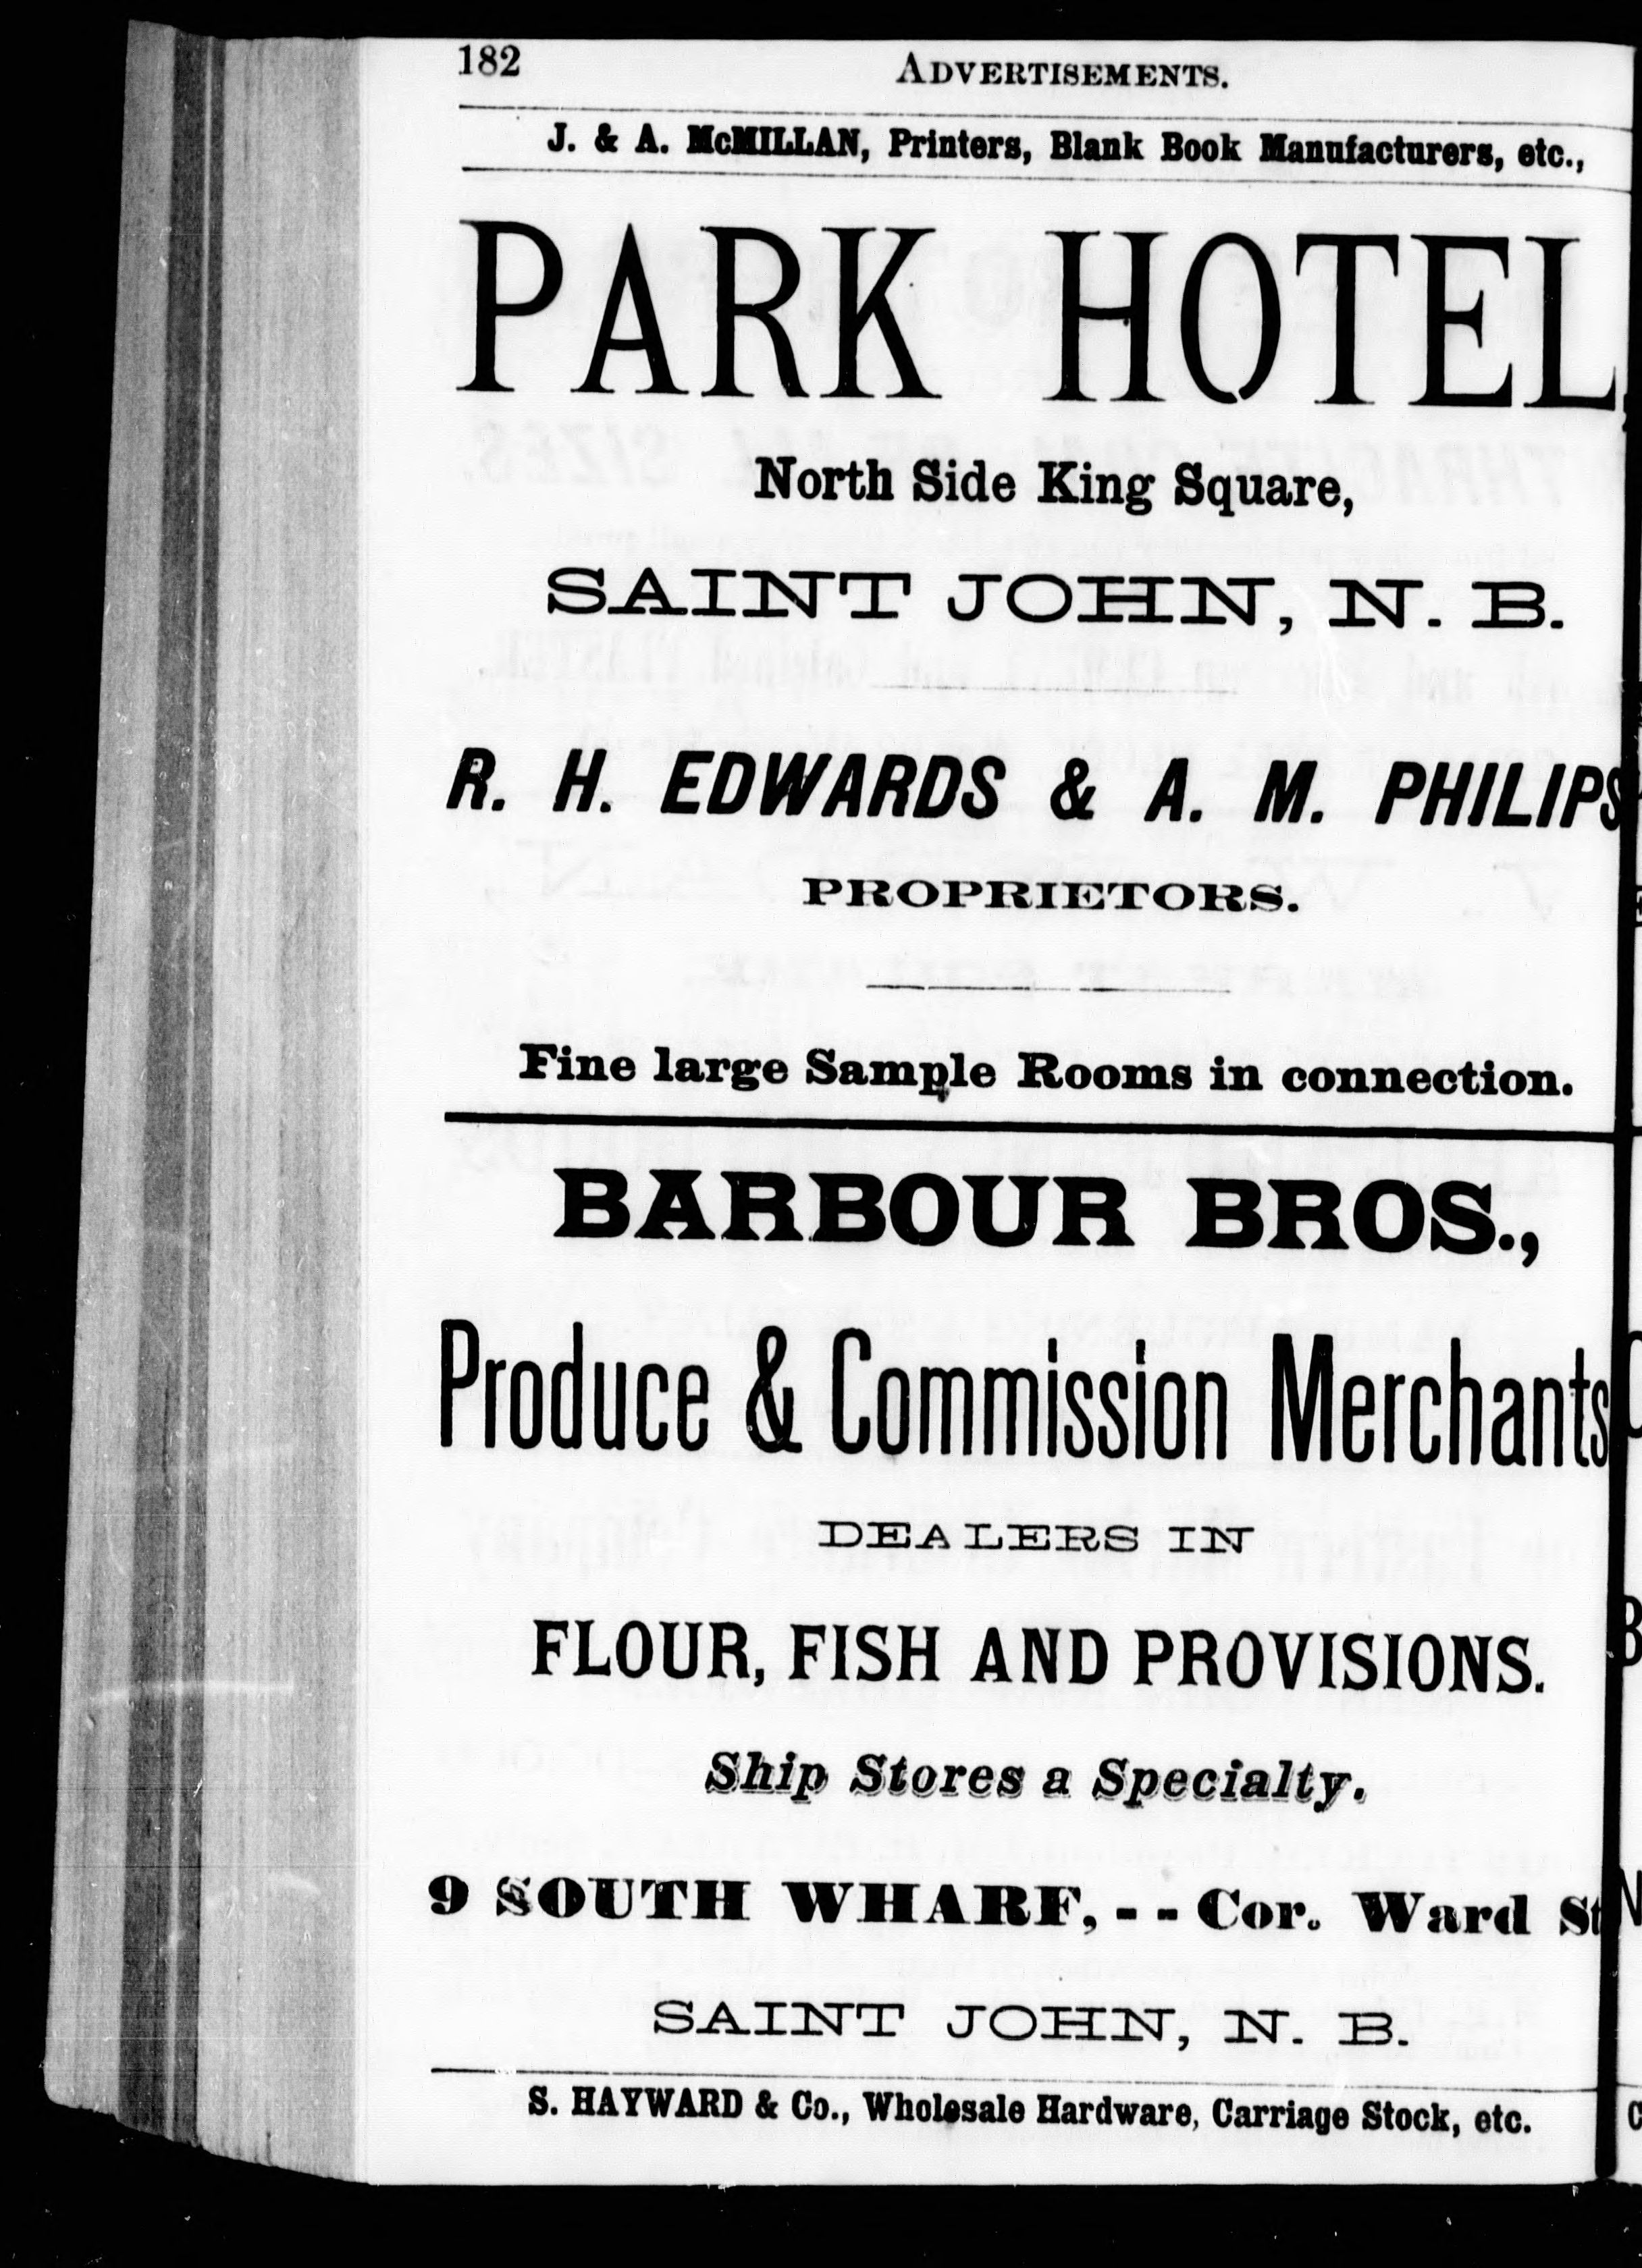 182
ADVERTISEMENTS.
J. & A. McMILLAN, Printers, Blank Book Manufacturers, etc.,
PARK HOTEL,
North Side King Square,
SAINT JOHN, N. B.
R. H. EDWARDS & A. M. PHILIPS
PROPRIETORS.
Fine large Sample Rooms in connection.
BARBOUR BROS.,
Produce & Commission Merchants
DEALERS IN
FLOUR, FISH AND PROVISIONS.
Ship Stores a Specialty.
9 SOUTH WHARF, - - Cor. Ward St
SAINT JOHN, N. B.
S. HAYWARD & Co., Wholesale Hardware, Carriage Stock, etc.